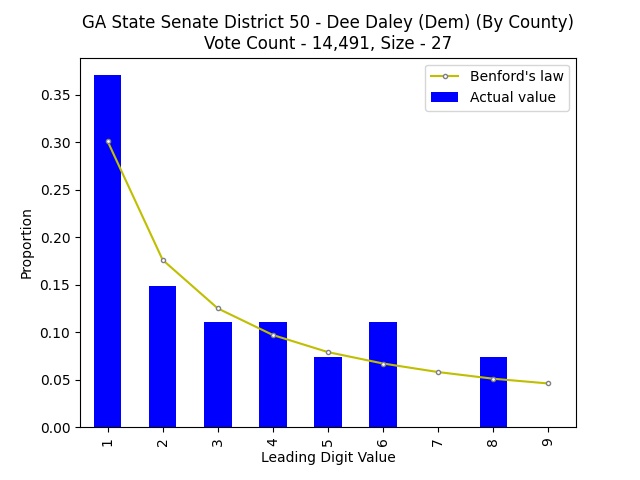 GA State Senate District 50 - Dee Daley (Dem) (By County)
Vote Count - 14,491, Size - 27
Benford's law
Actual value
Proportion
0.35
0.30
0.25
0.20
0.15
0.10
0.05
0.00
1 2 3 4 5 6 7 8 9
Leading Digit Value